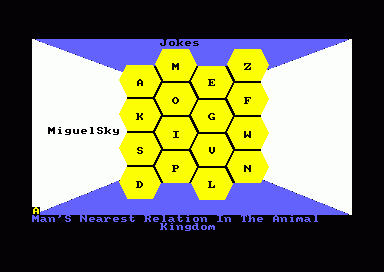 Jokes
M Z
A E
O F
K G
MiguelSky
I W
S V
P N
D L
A
Man'S Nearest Relation In The Animal
Kingdom